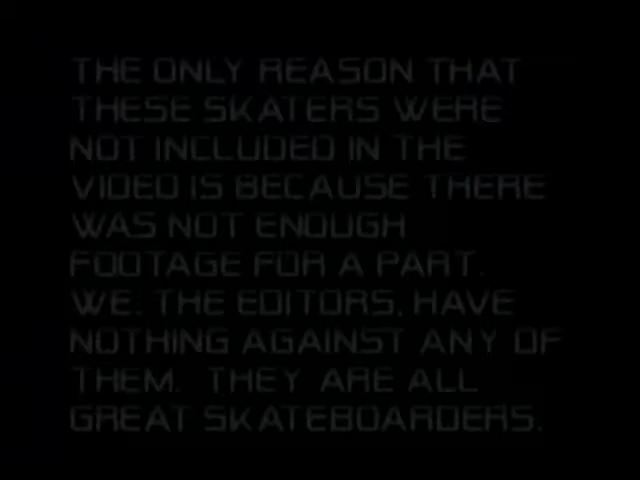 THE ONLY REASON THAT
THESE SKATERS WERE
NOT INCLUDED IN THE
VIDEO IS BECAUSE THERE
WAS NOT ENOUGH
FOOTAGE FOR A PART.
WE, THE EDITORS, HAVE
NOTHING AGAINST ANY OF
THEM. THEY ARE ALL
GREAT SKATEBOARDERS.